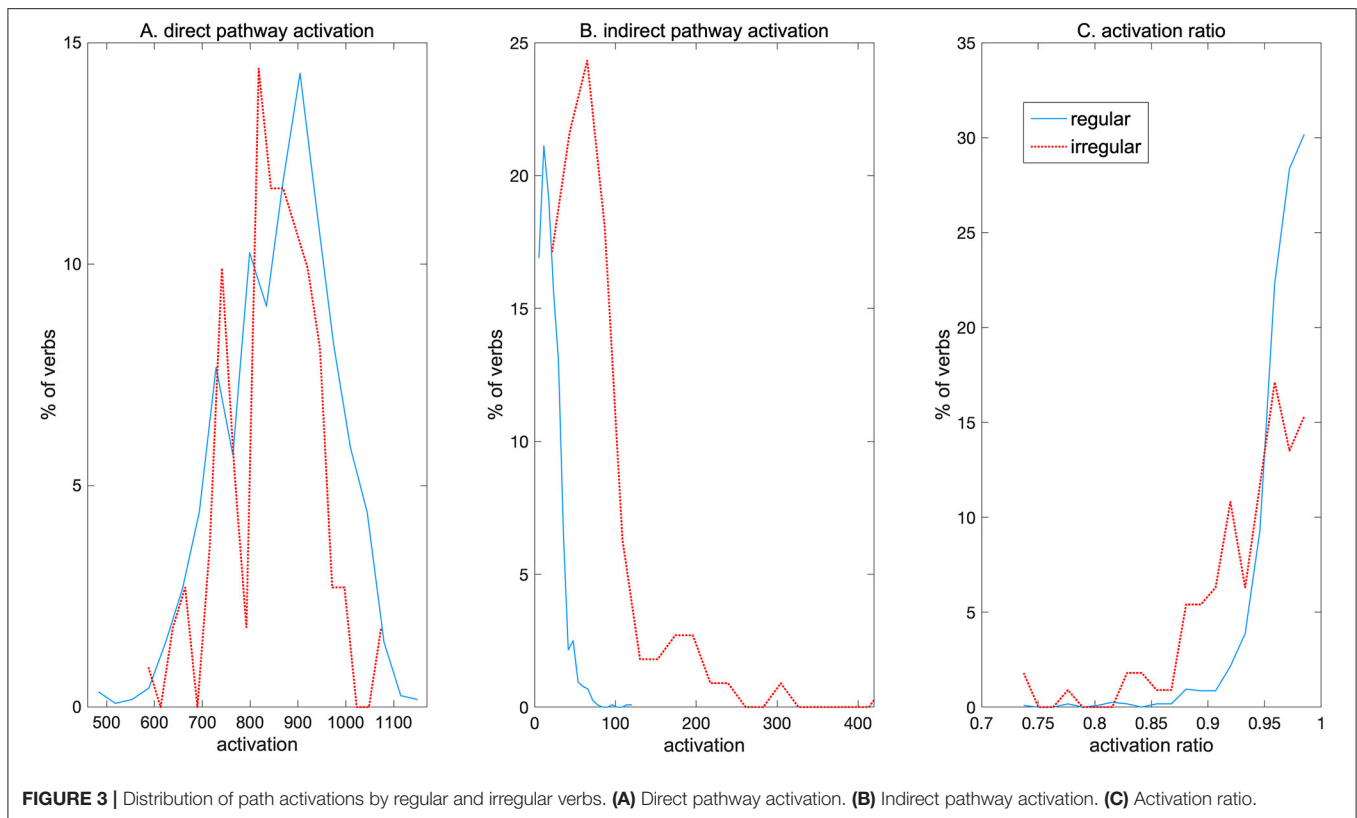 A. direct pathway activation
15
10
5
0
% of verbs
500 600 700 800 900 1000 1100
activation
B. indirect pathway activation
25
20
15
10
5
0
% of verbs
0 100 200 300 400
activation
C. activation ratio
35
30
25
20
15
10
5
0
% of verbs
0.7 0.75 0.8 0.85 0.9 0.95 1
activation ratio
regular
irregular
FIGURE 3 | Distribution of path activations by regular and irregular verbs. (A) Direct pathway activation. (B) Indirect pathway activation. (C) Activation ratio.